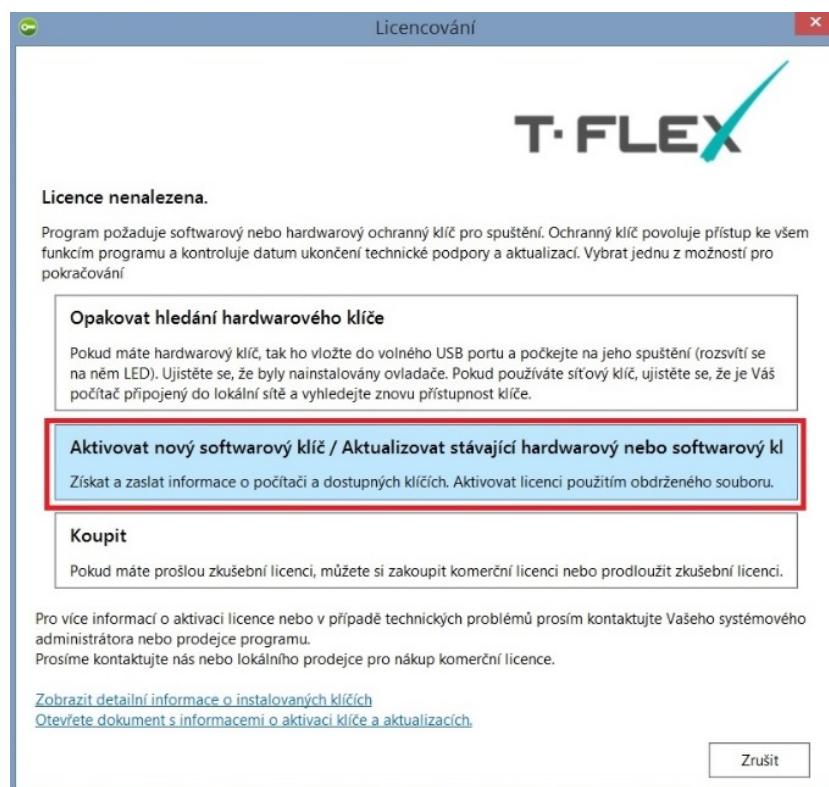 Licencování
T-FLEX
Licence nenalezena.
Program požaduje softwarový nebo hardwarový ochranný klíč pro spuštění. Ochranný klíč povoluje přístup ke všem
funkcím programu a kontroluje datum ukončení technické podpory a aktualizací. Vybrat jednu z možností pro
pokračování
Opakovat hledání hardwarového klíče
Pokud máte hardwarový klíč, tak ho vložte do volného USB portu a počkejte na jeho spuštění (rozsvítí se
na něm LED). Ujistěte se, že byly nainstalovány ovladače. Pokud používáte síťový klíč, ujistěte se, že je Váš
počítač připojený do lokální sítě a vyhledejte znovu přístupnost klíče.
Aktivovat nový softwarový klíč / Aktualizovat stávající hardwarový nebo softwarový kl
Získat a zaslat informace o počítači a dostupných klíčích. Aktivovat licenci použitím obdrženého souboru.
Koupit
Pokud máte prošlou zkušební licenci, můžete si zakoupit komerční licenci nebo prodloužit zkušební licenci.
Pro více informací o aktivaci licence nebo v případě technických problémů prosím kontaktujte Vašeho systémového
administrátora nebo prodejce programu.
Prosíme kontaktujte nás nebo lokálního prodejce pro nákup komerční licence.
Zobrazit detailní informace o instalovaných klíčích
Otevřete dokument s informacemi o aktivaci klíče a aktualizacích.
Zrušit